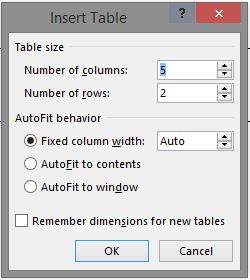 Insert Table
?
Table size
Number of columns: 5
Number of rows: 2
AutoFit behavior
Fixed column width: Auto
AutoFit to contents
AutoFit to window
Remember dimensions for new tables
OK Cancel